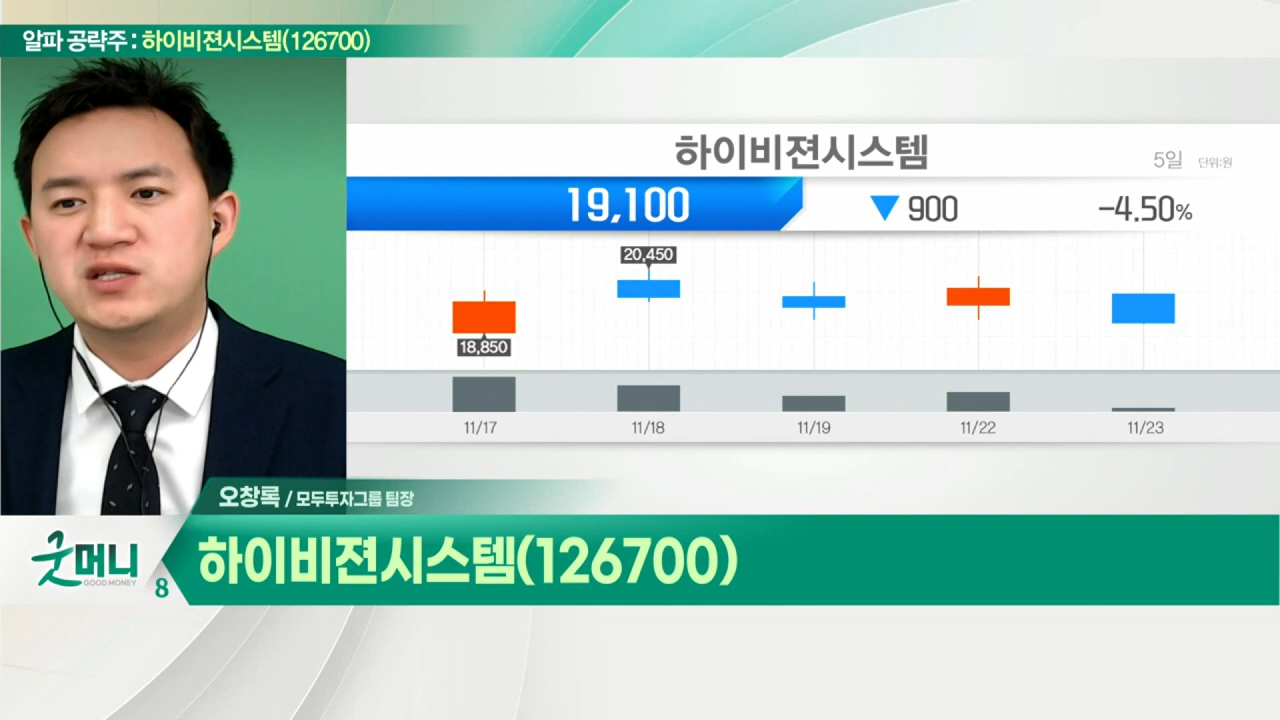 알파 공략주 : 하이비젼시스템(126700)
하이비젼시스템
5일 단위:원
19,100 ▼ 900 -4.50%
20,450
18,850
11/17 11/18 11/19 11/22 11/23
오창록 / 모두투자그룹 팀장
굿머니
GOOD MONEY
8
하이비젼시스템(126700)